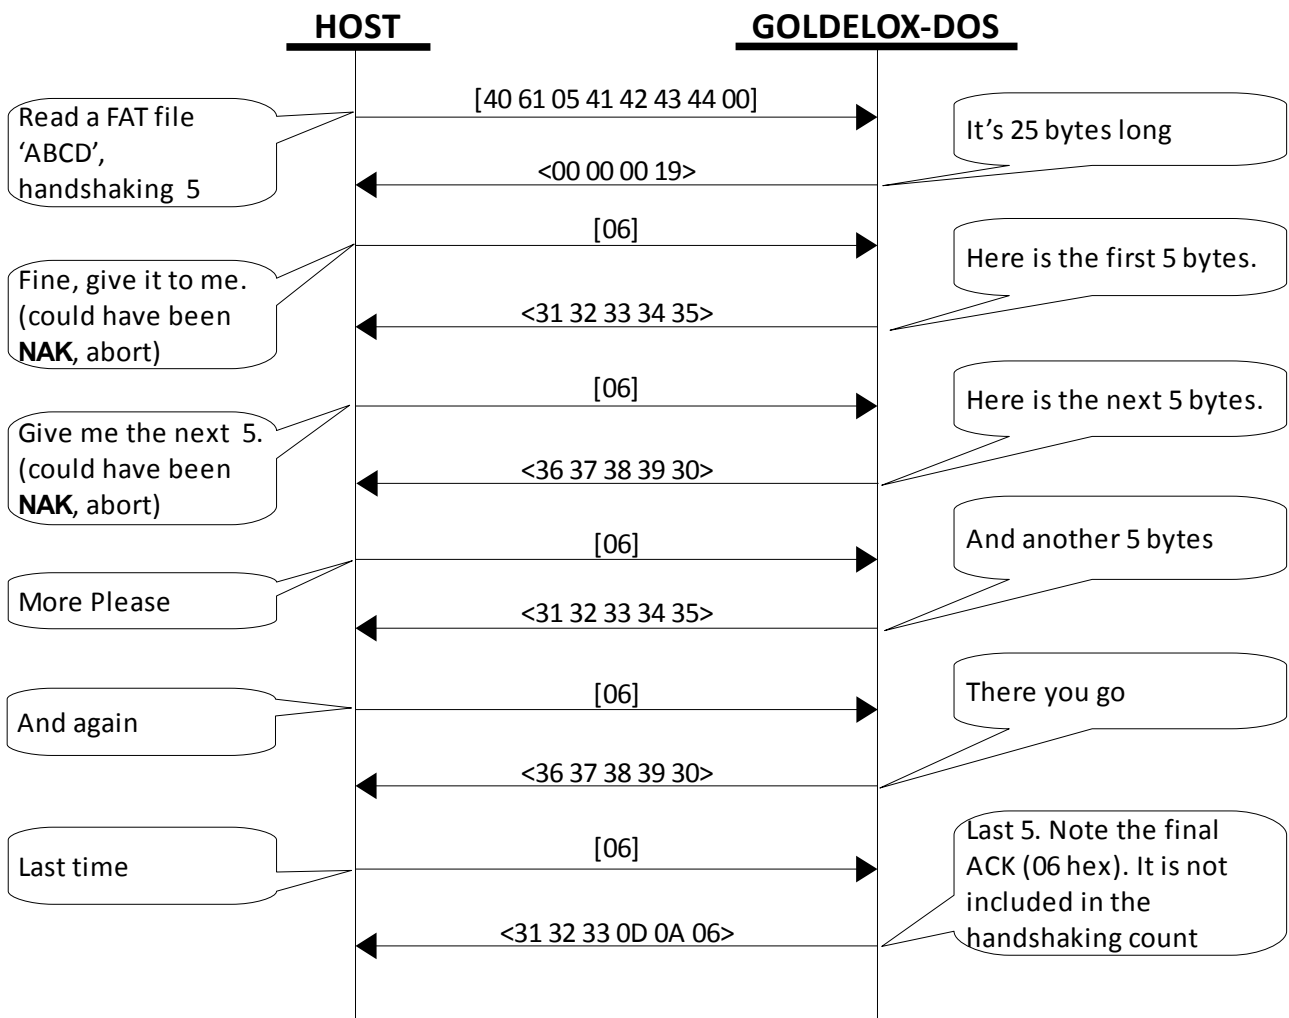 HOST
GOLDELOX-DOS
[40 61 05 41 42 43 44 00]
Read a FAT file
‘ABCD’,
handshaking 5
It’s 25 bytes long
<00 00 00 19>
[06]
Fine, give it to me.
(could have been
NAK, abort)
Here is the first 5 bytes.
<31 32 33 34 35>
[06]
Give me the next 5.
(could have been
NAK, abort)
Here is the next 5 bytes.
<36 37 38 39 30>
[06]
More Please
And another 5 bytes
<31 32 33 34 35>
[06]
And again
There you go
<36 37 38 39 30>
[06]
Last time
Last 5. Note the final
ACK (06 hex). It is not
included in the
handshaking count
<31 32 33 0D 0A 06>